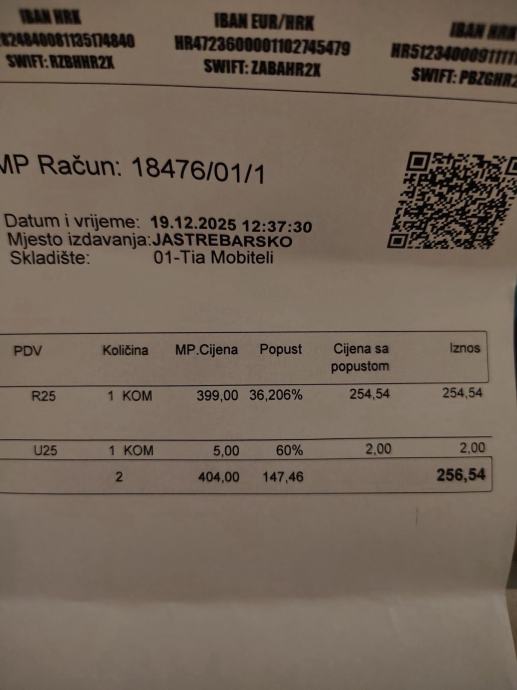 IBAN HRK IBAN EUR/HRK IBAN HRK
HR4723600001102745479
SWIFT: RZBHHR2X SWIFT: ZABAHR2X SWIFT: PBZGHR2
MP Račun: 18476/01/1
Datum i vrijeme: 19.12.2025 12:37:30
Mjesto izdavanja:JASTREBARSKO
Skladište: 01-Tia Mobiteli
PDV Količina MP.Cijena Popust Cijena sa popustom Iznos
R25 1 KOM 399,00 36,206% 254,54 254,54
U25 1 KOM 5,00 60% 2,00 2,00
2 404,00 147,46 256,54